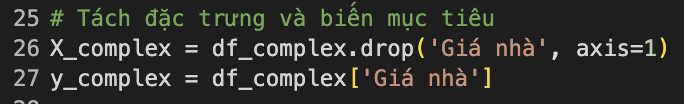 25 # Tách đặc trưng và biến mục tiêu
26 X_complex = df_complex.drop('Giá nhà', axis=1)
27 y_complex = df_complex['Giá nhà']